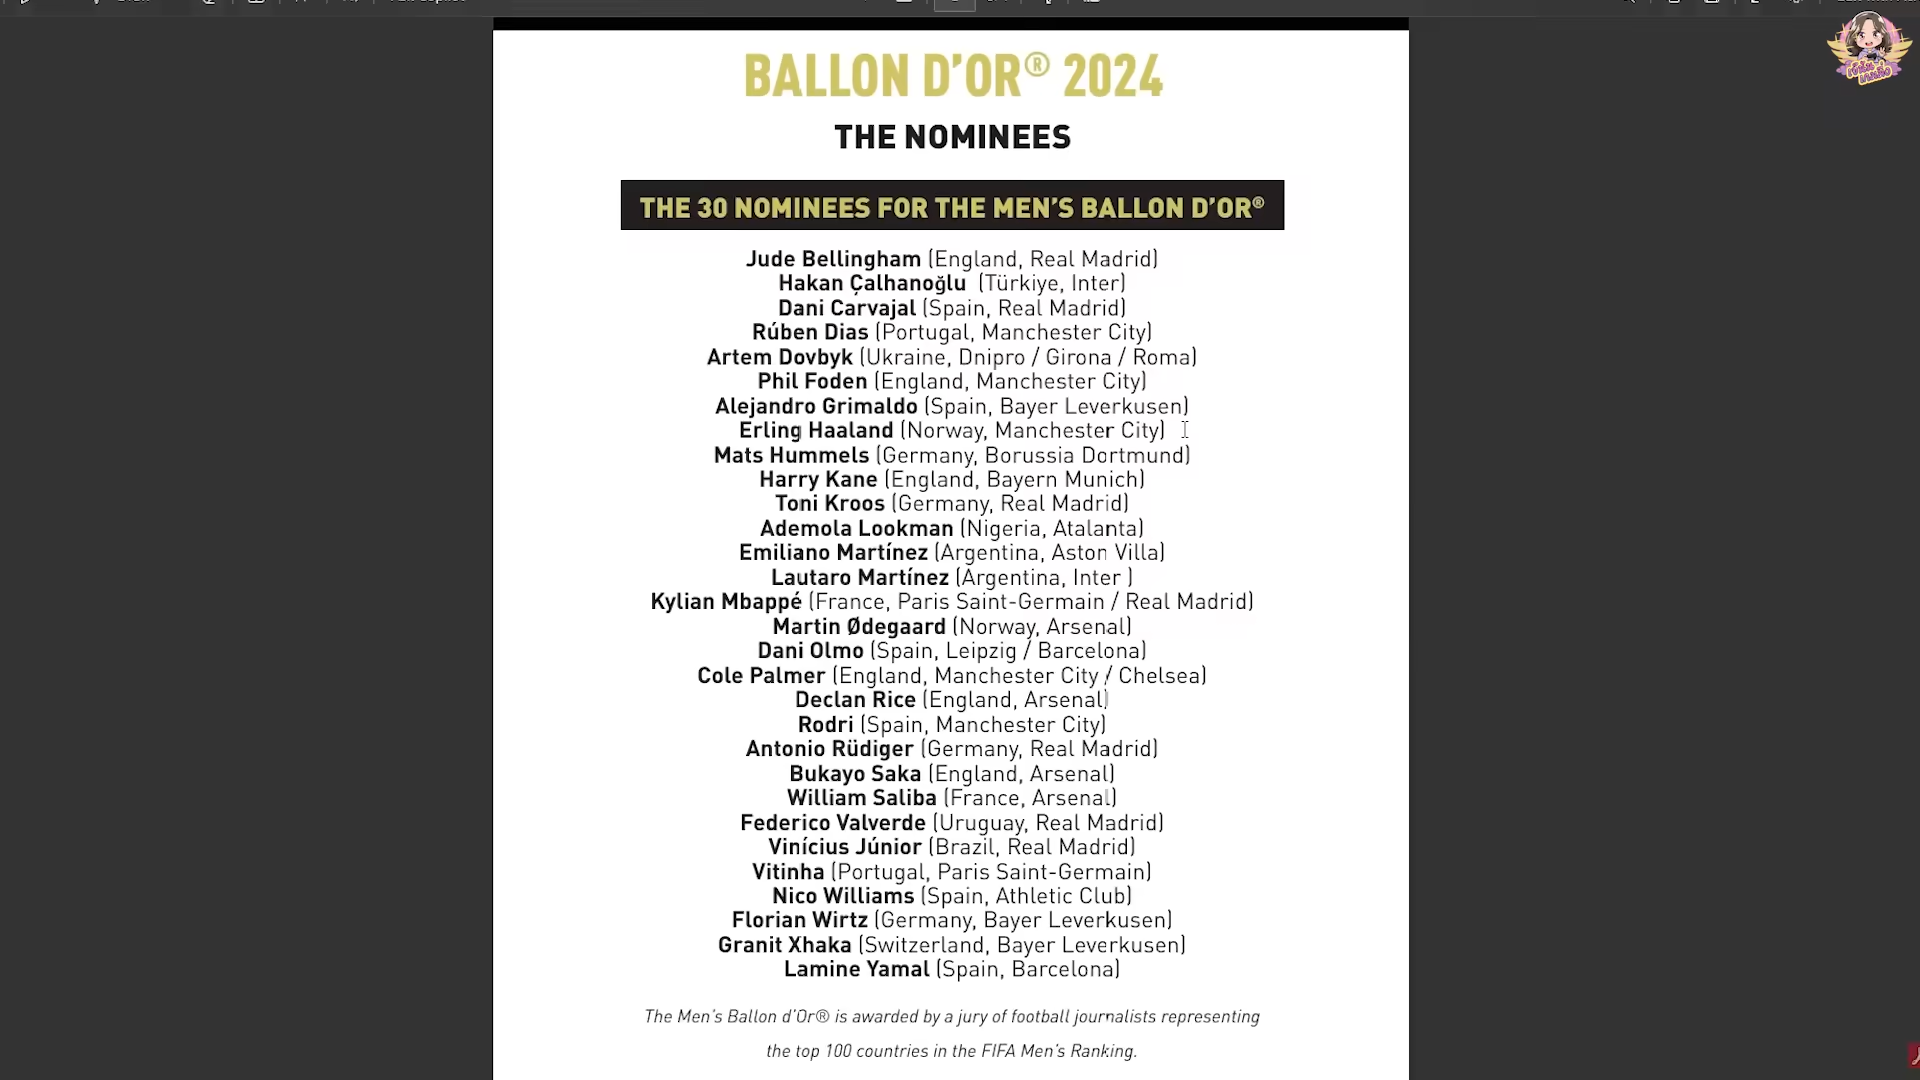 BALLON D'OR® 2024
THE NOMINEES
THE 30 NOMINEES FOR THE MEN'S BALLON D'OR®
Jude Bellingham (England, Real Madrid)
Hakan Çalhanoğlu (Türkiye, Inter)
Dani Carvajal (Spain, Real Madrid)
Rúben Dias (Portugal, Manchester City)
Artem Dovbyk (Ukraine, Dnipro / Girona / Roma)
Phil Foden (England, Manchester City)
Alejandro Grimaldo (Spain, Bayer Leverkusen)
Erling Haaland (Norway, Manchester City)
Mats Hummels (Germany, Borussia Dortmund)
Harry Kane (England, Bayern Munich)
Toni Kroos (Germany, Real Madrid)
Ademola Lookman (Nigeria, Atalanta)
Emiliano Martínez (Argentina, Aston Villa)
Lautaro Martínez (Argentina, Inter )
Kylian Mbappé (France, Paris Saint-Germain / Real Madrid)
Martin Ødegaard (Norway, Arsenal)
Dani Olmo (Spain, Leipzig / Barcelona)
Cole Palmer (England, Manchester City / Chelsea)
Declan Rice (England, Arsenal)
Rodri (Spain, Manchester City)
Antonio Rüdiger (Germany, Real Madrid)
Bukayo Saka (England, Arsenal)
William Saliba (France, Arsenal)
Federico Valverde (Uruguay, Real Madrid)
Vinícius Júnior (Brazil, Real Madrid)
Vitinha (Portugal, Paris Saint-Germain)
Nico Williams (Spain, Athletic Club)
Florian Wirtz (Germany, Bayer Leverkusen)
Granit Xhaka (Switzerland, Bayer Leverkusen)
Lamine Yamal (Spain, Barcelona)
The Men's Ballon d'Or® is awarded by a jury of football journalists representing
the top 100 countries in the FIFA Men's Ranking.